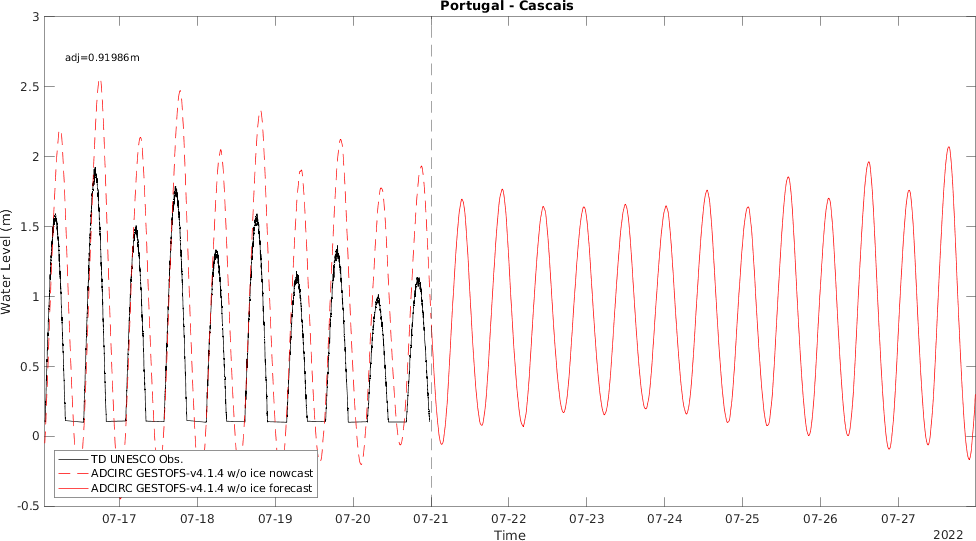 Portugal - Cascais
adj=0.91986m
Water Level (m)
3
2.5
2
1.5
1
0.5
0
-0.5
TD UNESCO Obs.
ADCIRC GESTOFS-v4.1.4 w/o ice nowcast
ADCIRC GESTOFS-v4.1.4 w/o ice forecast
07-17 07-18 07-19 07-20 07-21 07-22 07-23 07-24 07-25 07-26 07-27
Time
2022